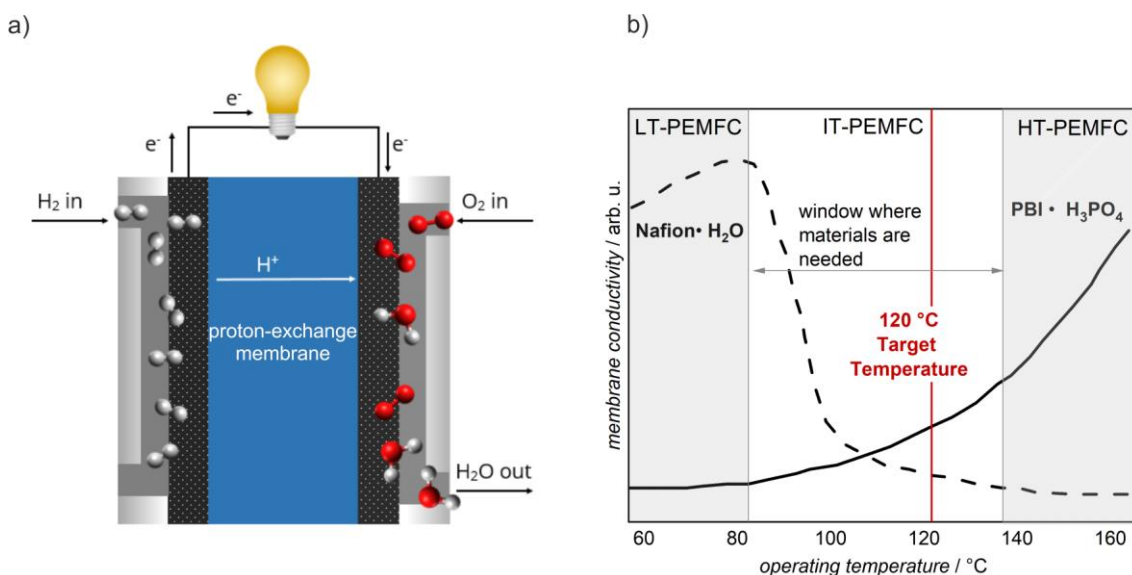 a)
e⁻
e⁻
e⁻
H₂ in
O₂ in
H⁺
proton-exchange
membrane
H₂O out
b)
LT-PEMFC
IT-PEMFC
HT-PEMFC
Nafion• H₂O
window where
materials are
needed
PBI • H₃PO₄
120 °C
Target
Temperature
membrane conductivity / arb. u.
60 80 100 120 140 160
operating temperature / °C